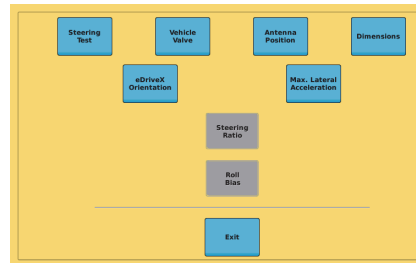 Steering
Test
Vehicle
Valve
Antenna
Position
Dimensions
eDriveX
Orientation
Max. Lateral
Acceleration
Steering
Ratio
Roll
Bias
Exit